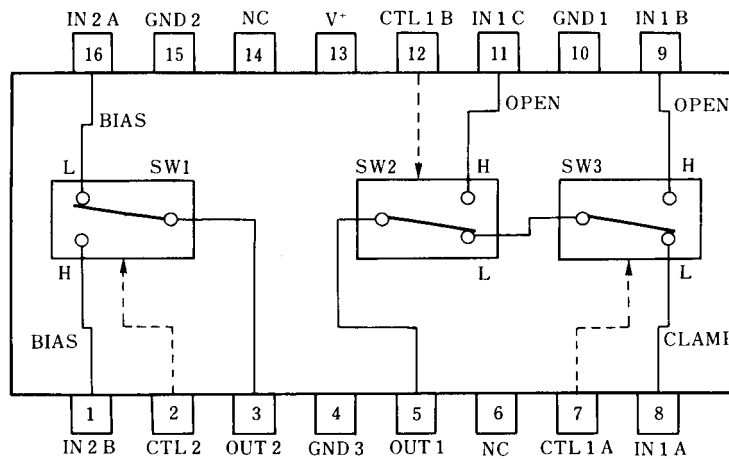 IN 2 A GND 2 NC V+ CTL 1 B IN 1 C GND 1 IN 1 B
16 15 14 13 12 11 10 9
BIAS OPEN OPEN
L SW1 SW2 H SW3 H
H L L
BIAS CLAMP
1 2 3 4 5 6 7 8
IN 2 B CTL 2 OUT 2 GND 3 OUT 1 NC CTL 1 A IN 1 A